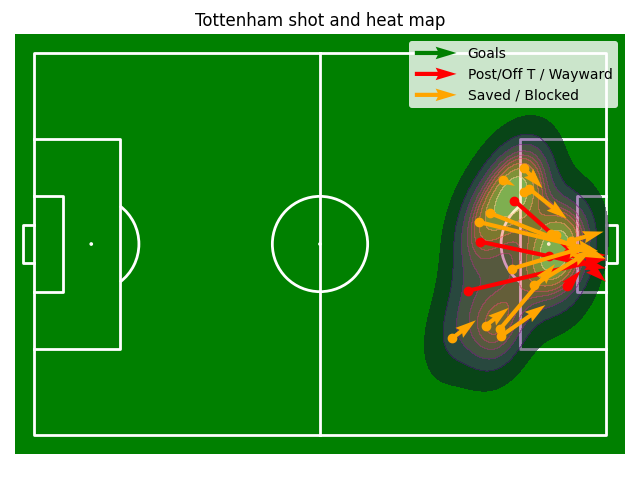 Tottenham shot and heat map
Goals
Post/Off T / Wayward
Saved / Blocked